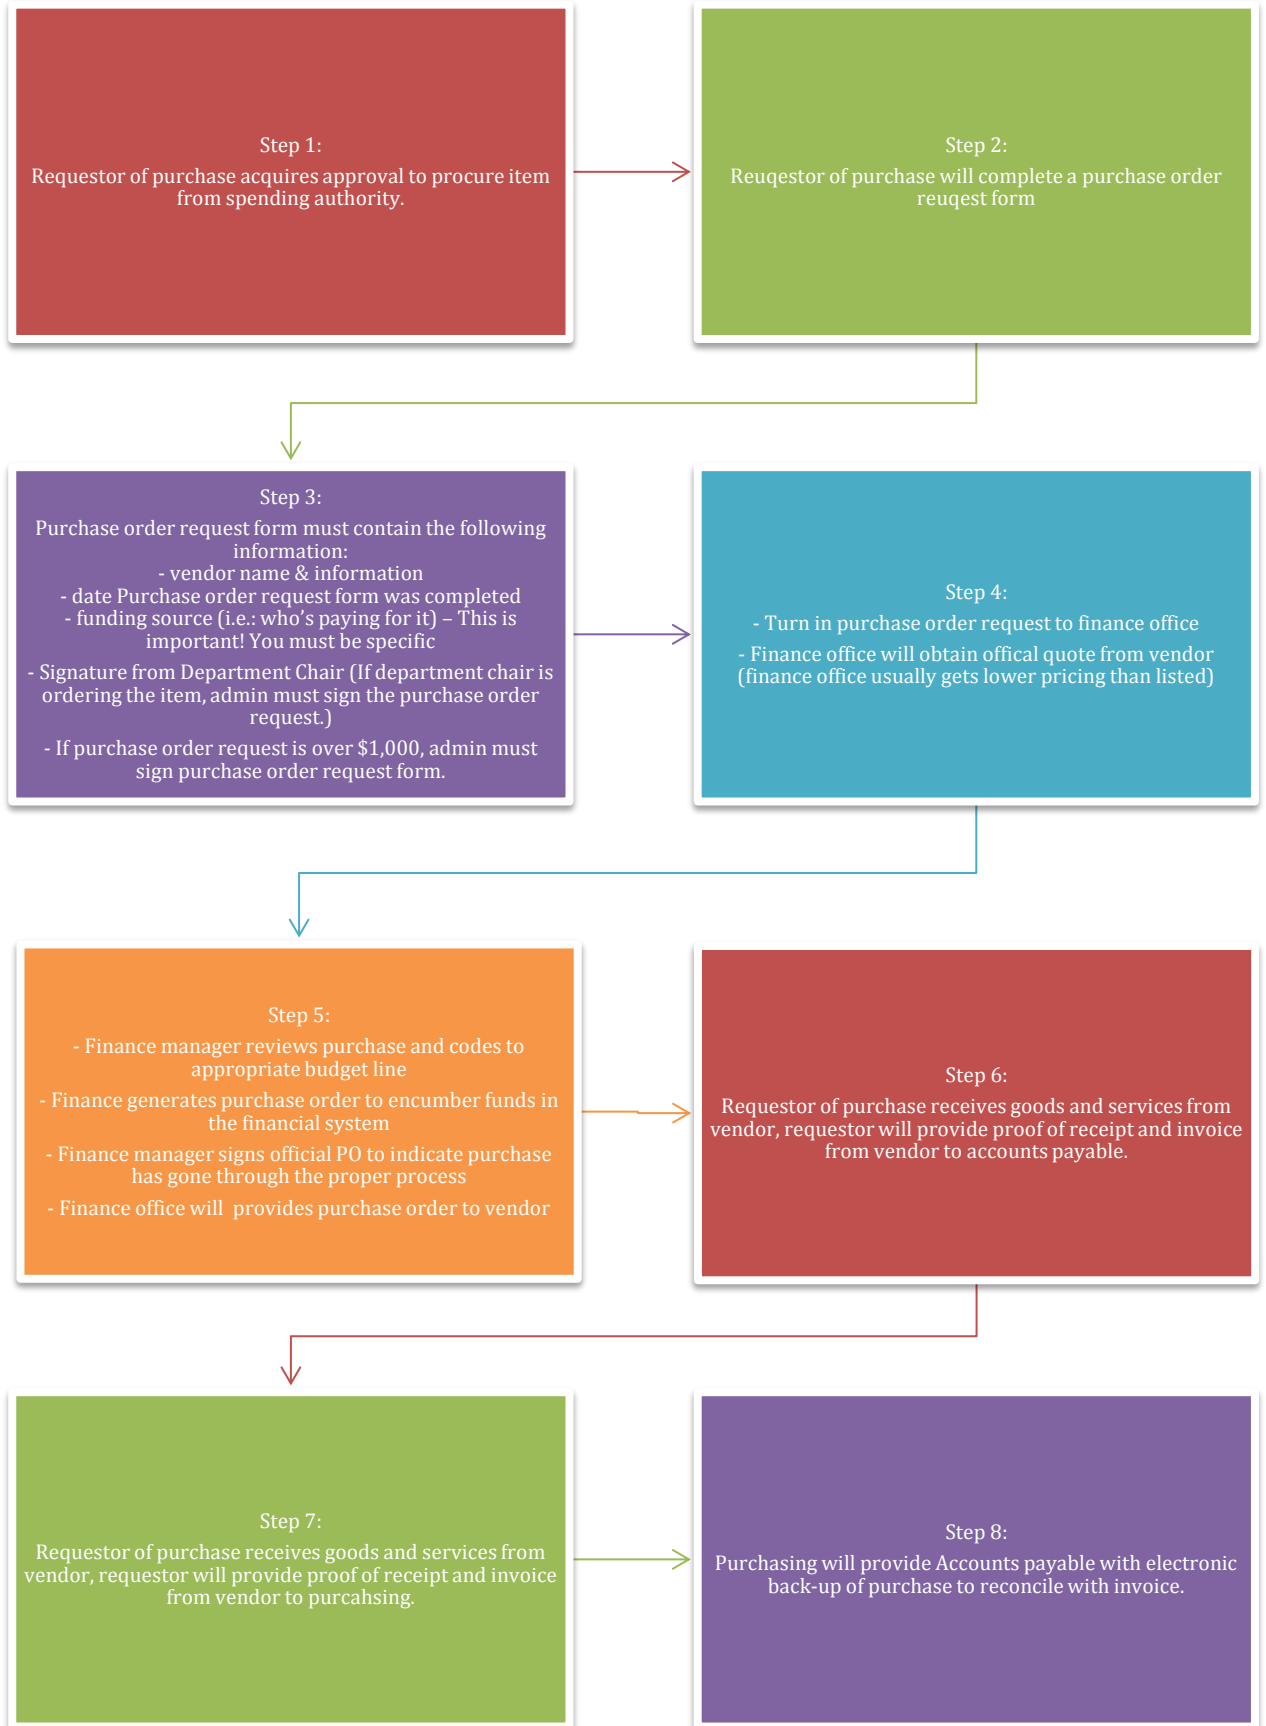 Step 1:
Requestor of purchase acquires approval to procure item
from spending authority.
Step 2:
Reuqestor of purchase will complete a purchase order
reuqest form
Step 3:
Purchase order request form must contain the following
information:
- vendor name & information
- date Purchase order request form was completed
- funding source (i.e.: who's paying for it) – This is
important! You must be specific
- Signature from Department Chair (If department chair is
ordering the item, admin must sign the purchase order
request.)
- If purchase order request is over $1,000, admin must
sign purchase order request form.
Step 4:
- Turn in purchase order request to finance office
- Finance office will obtain offical quote from vendor
(finance office usually gets lower pricing than listed)
Step 5:
- Finance manager reviews purchase and codes to
appropriate budget line
- Finance generates purchase order to encumber funds in
the financial system
- Finance manager signs official PO to indicate purchase
has gone through the proper process
- Finance office will  provides purchase order to vendor
Step 6:
Requestor of purchase receives goods and services from
vendor, requestor will provide proof of receipt and invoice
from vendor to accounts payable.
Step 7:
Requestor of purchase receives goods and services from
vendor, requestor will provide proof of receipt and invoice
from vendor to purcahsing.
Step 8:
Purchasing will provide Accounts payable with electronic
back-up of purchase to reconcile with invoice.